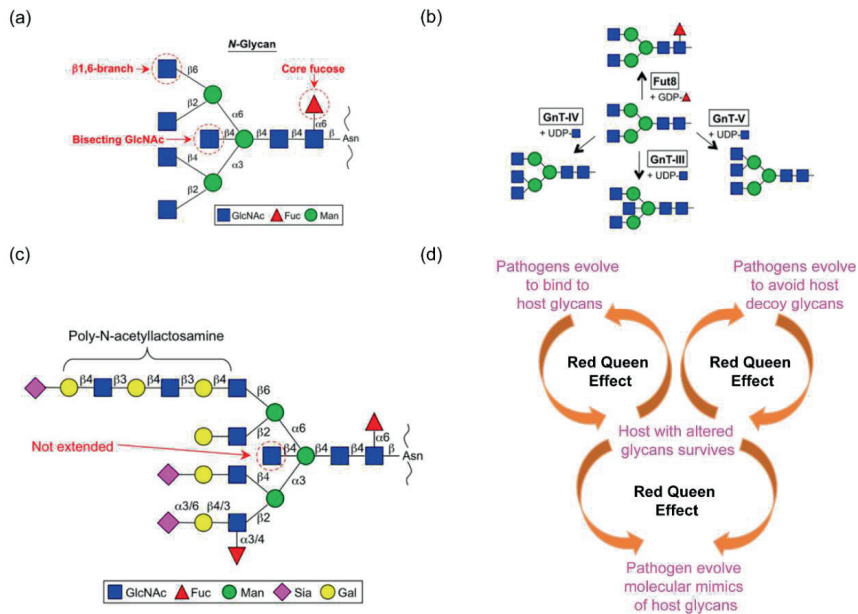 (a)
N-Glycan
β1,6-branch
Core fucose
β6
β2
α6
α6
Bisecting GlcNAc
β4
β4
β4
β
Asn
β4
α3
β2
GlcNAc Fuc Man
(b)
Fut8
+ GDP-
GnT-IV
+ UDP-
GnT-V
+ UDP-
GnT-III
+ UDP-
(c)
Poly-N-acetyllactosamine
β4 β3 β4 β3 β4
β6
β2
α6
α6
Not extended
β4
β4
β4
β
Asn
β4
α3
α3/6 β4/3
β2
α3/4
GlcNAc Fuc Man Sia Gal
(d)
Pathogens evolve
to bind to
host glycans
Pathogens evolve
to avoid host
decoy glycans
Red Queen
Effect
Red Queen
Effect
Host with altered
glycans survives
Red Queen
Effect
Pathogen evolve
molecular mimics
of host glycans